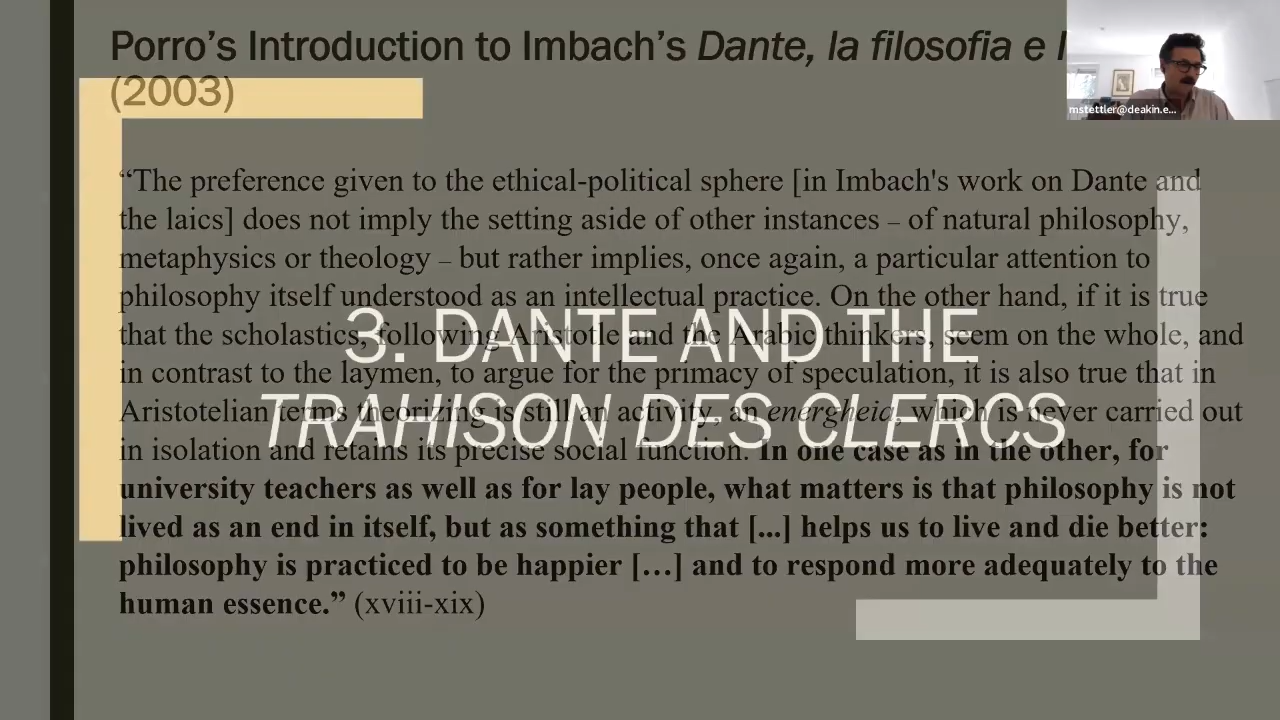 Porro's Introduction to Imbach's Dante, la filosofia e
(2003)
mstettler@deakin.e...
“The preference given to the ethical-political sphere [in Imbach's work on Dante and
the laics] does not imply the setting aside of other instances – of natural philosophy,
metaphysics or theology – but rather implies, once again, a particular attention to
philosophy itself understood as an intellectual practice. On the other hand, if it is true
that the scholastics, following Aristotle and the Arabic thinkers, seem on the whole, and
in contrast to the laymen, to argue for the primacy of speculation, it is also true that in
Aristotelian terms theorizing is still an activity, an energheia, which is never carried out
in isolation and retains its precise social function. In one case as in the other, for
university teachers as well as for lay people, what matters is that philosophy is not
lived as an end in itself, but as something that [...] helps us to live and die better:
philosophy is practiced to be happier […] and to respond more adequately to the
human essence.” (xviii-xix)
3. DANTE AND THE
TRAHISON DES CLERCS